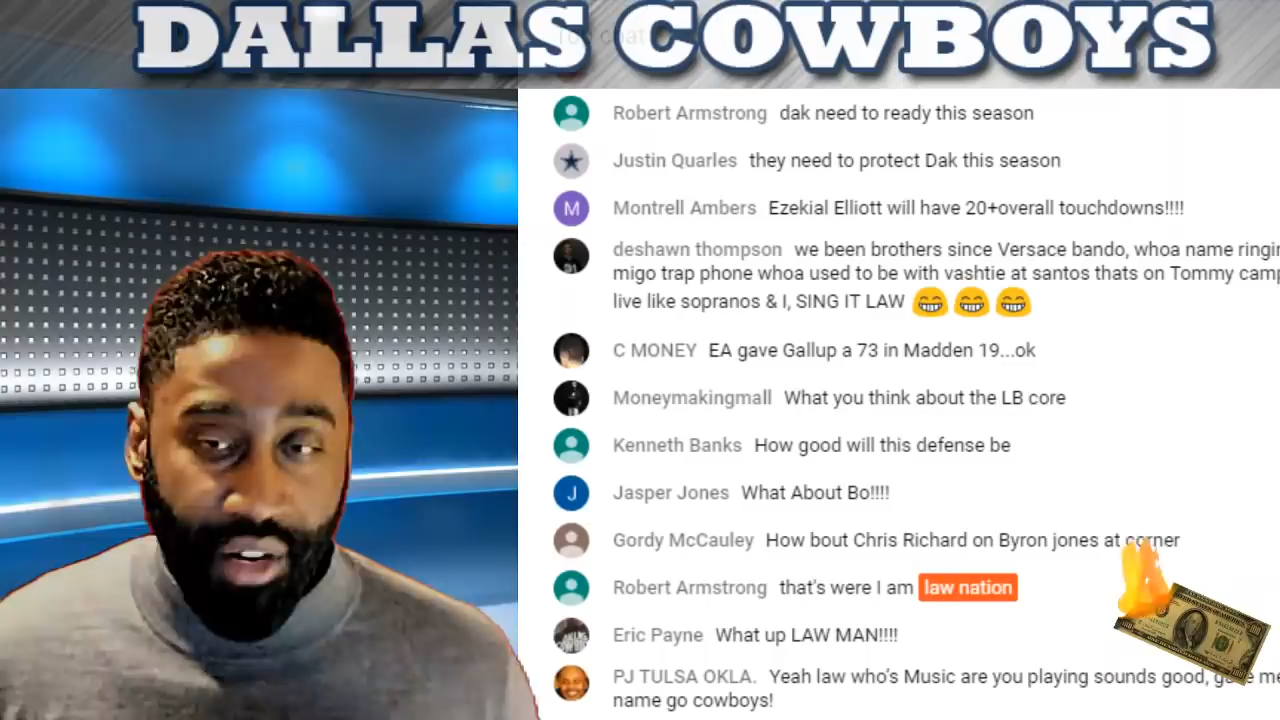 DALLAS COWBOYS
Top chat
Robert Armstrong dak need to ready this season
Justin Quarles they need to protect Dak this season
M Montrell Ambers Ezekial Elliott will have 20+overall touchdowns!!!!
deshawn thompson we been brothers since Versace bando, whoa name
migo trap phone whoa used to be with vashtie at santos thats on Tommy
live like sopranos & I, SING IT LAW 😁😁😁
C MONEY EA gave Gallup a 73 in Madden 19...ok
Moneymakingmall What you think about the LB core
Kenneth Banks How good will this defense be
J Jasper Jones What About Bo!!!!
Gordy McCauley How bout Chris Richard on Byron jones at corner
Robert Armstrong that's were I am law nation
Eric Payne What up LAW MAN!!!!
PJ TULSA OKLA. Yeah law who's Music are you playing sounds good,
name go cowboys!